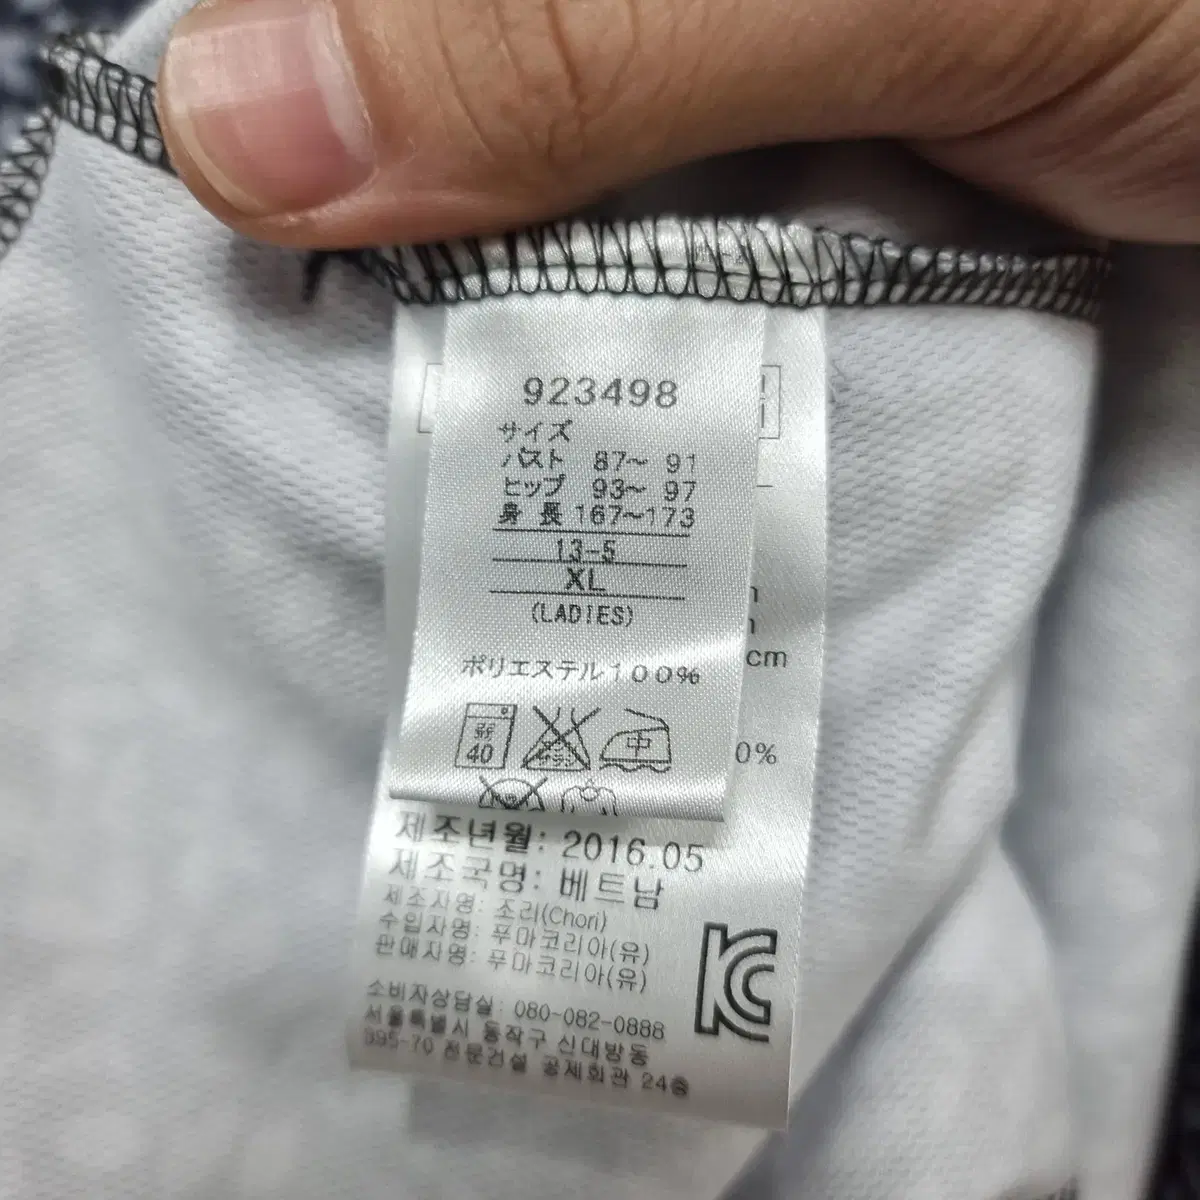 923498
サイズ
バスト 87～ 91
ヒップ 93～ 97
身 長 167～173
13-5
XL
(LADIES)
cm
ポリエステル100%
弱
40
中
0%
제조년월: 2016.05
제조국명: 베트남
제조자명: 조리(Chori)
수입자명: 푸마코리아(유)
판매자명: 푸마코리아(유)
소비자상담실: 080-082-0888
서울특별시 동작구 신대방동
395-70 전문건설 공제회관 24층